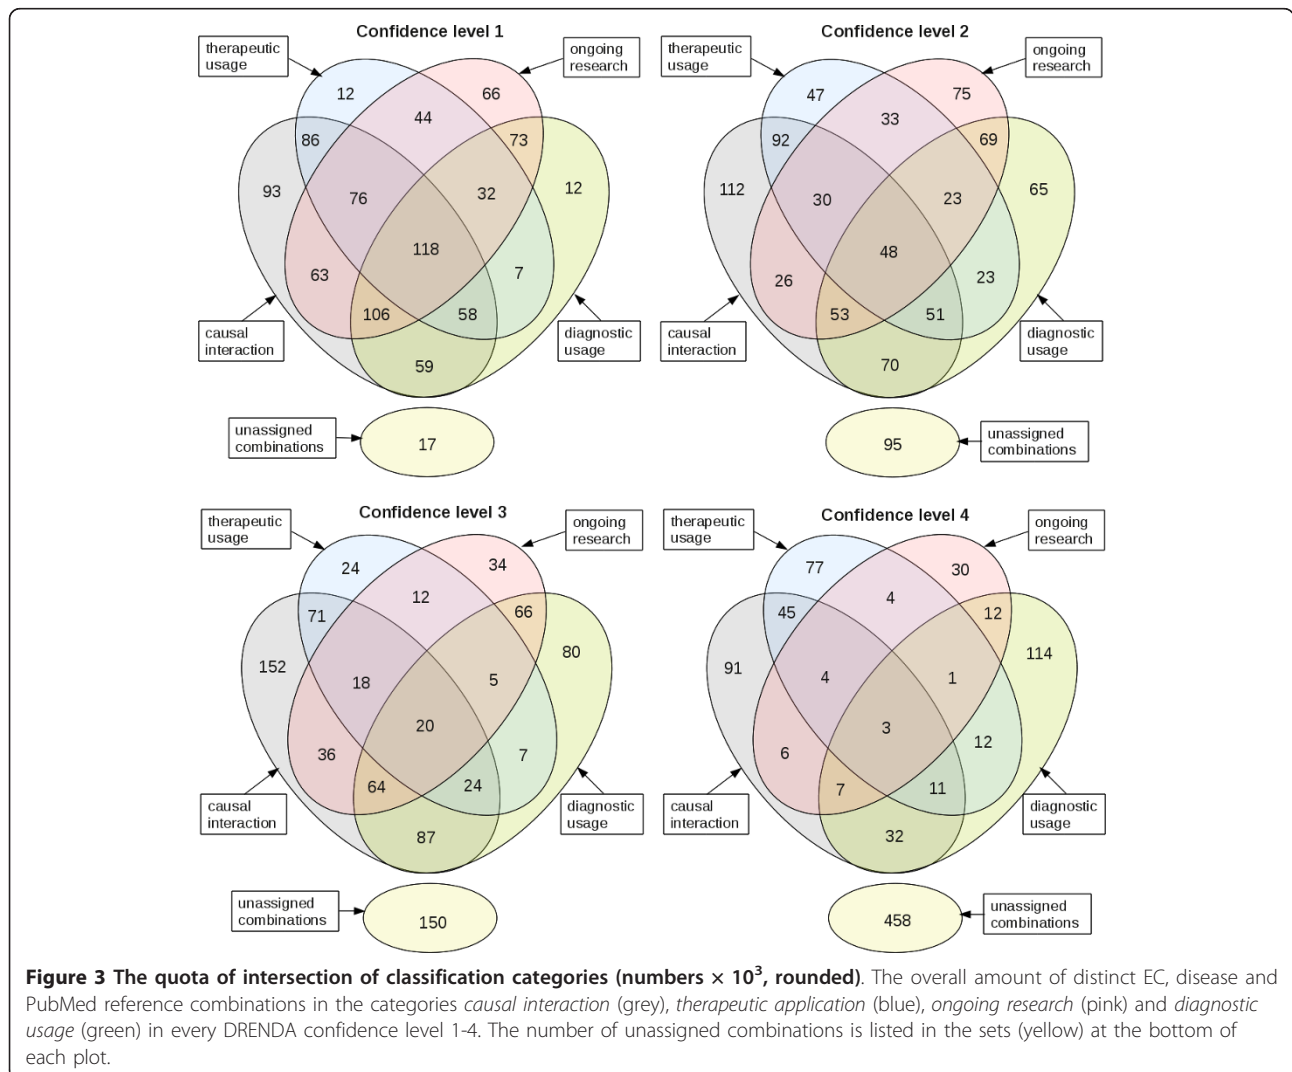 Confidence level 1
therapeutic
usage
ongoing
research
12
44
66
86
73
93
76
32
12
118
63
7
106
58
causal
interaction
diagnostic
usage
59
unassigned
combinations
17
Confidence level 2
therapeutic
usage
ongoing
research
47
33
75
92
69
112
30
23
65
48
26
23
53
51
causal
interaction
diagnostic
usage
70
95
unassigned
combinations
Confidence level 3
therapeutic
usage
ongoing
research
24
12
34
71
66
152
18
5
80
20
36
7
64
24
causal
interaction
diagnostic
usage
87
unassigned
combinations
150
Confidence level 4
therapeutic
usage
ongoing
research
77
4
30
45
12
91
4
1
114
3
6
12
7
11
causal
interaction
diagnostic
usage
32
458
unassigned
combinations
Figure 3 The quota of intersection of classification categories (numbers × 10³, rounded). The overall amount of distinct EC, disease and
PubMed reference combinations in the categories causal interaction (grey), therapeutic application (blue), ongoing research (pink) and diagnostic
usage (green) in every DRENDA confidence level 1-4. The number of unassigned combinations is listed in the sets (yellow) at the bottom of
each plot.